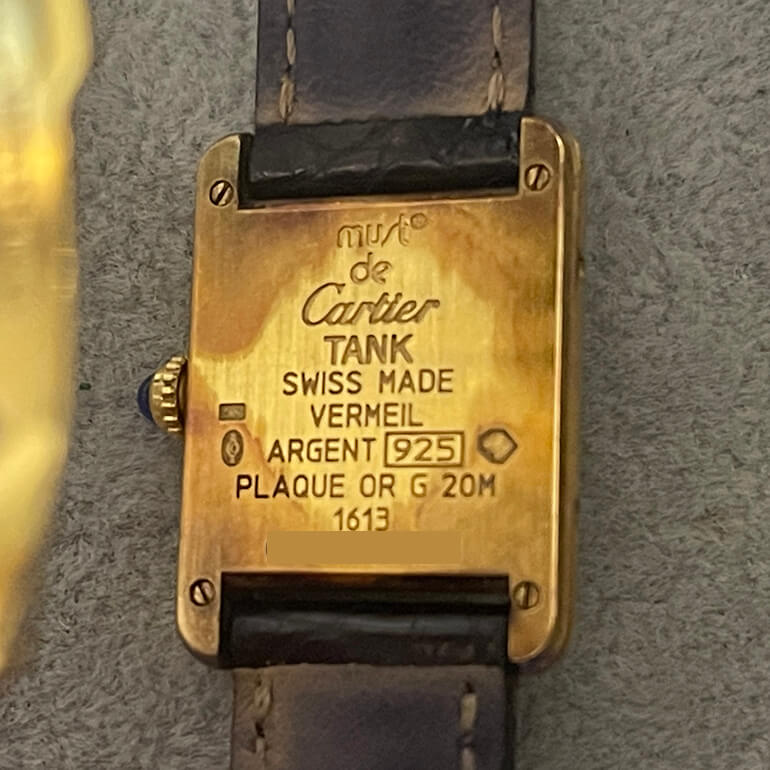 must®
de
Cartier
TANK
SWISS MADE
VERMEIL
ARGENT 925
PLAQUE OR G 20M
1613